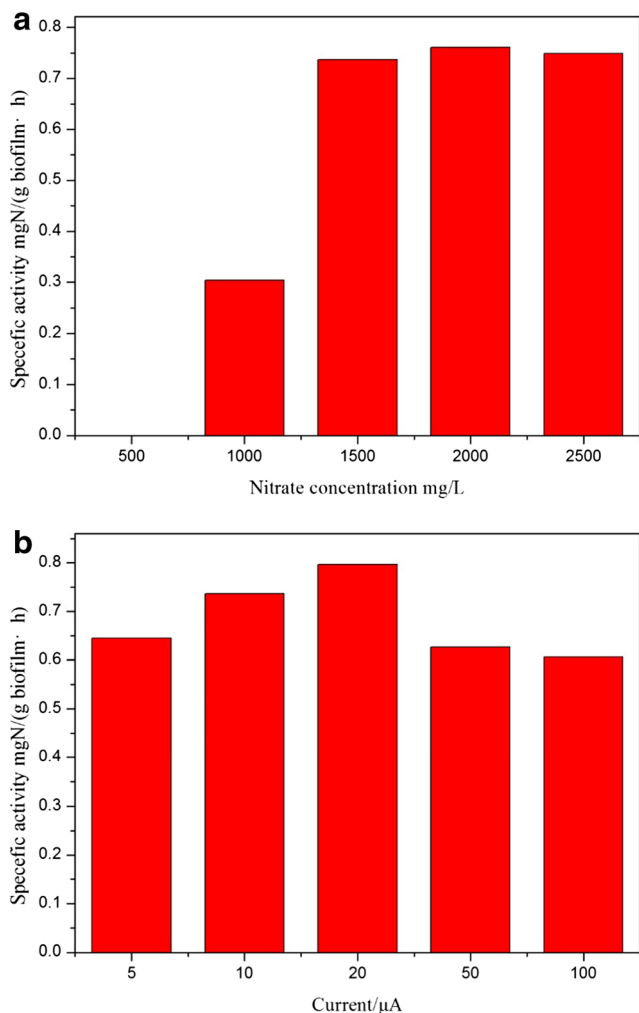 a
0.8
0.7
0.6
0.5
0.4
0.3
0.2
0.1
0.0
Specefic activity mgN/(g biofilm· h)
500 1000 1500 2000 2500
Nitrate concentration mg/L
b
0.8
0.7
0.6
0.5
0.4
0.3
0.2
0.1
0.0
Specefic activity mgN/(g biofilm· h)
5 10 20 50 100
Current/μA